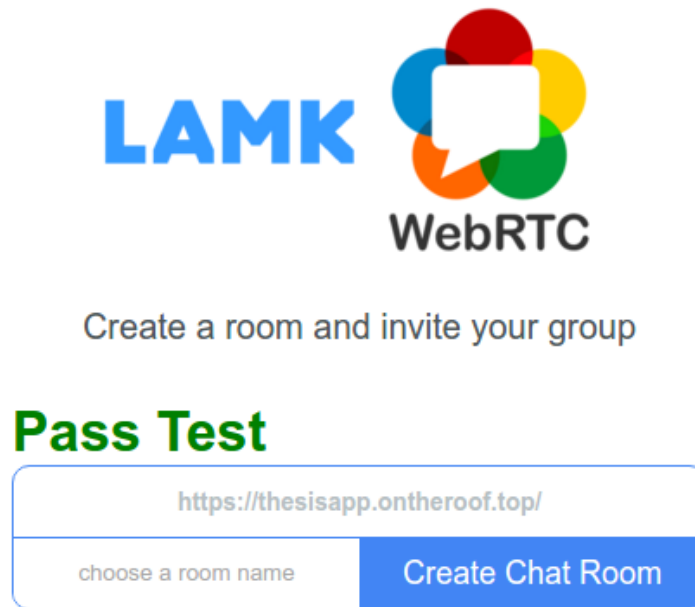 LAMK
WebRTC
Create a room and invite your group
Pass Test
https://thesisapp.ontheroof.top/
choose a room name
Create Chat Room